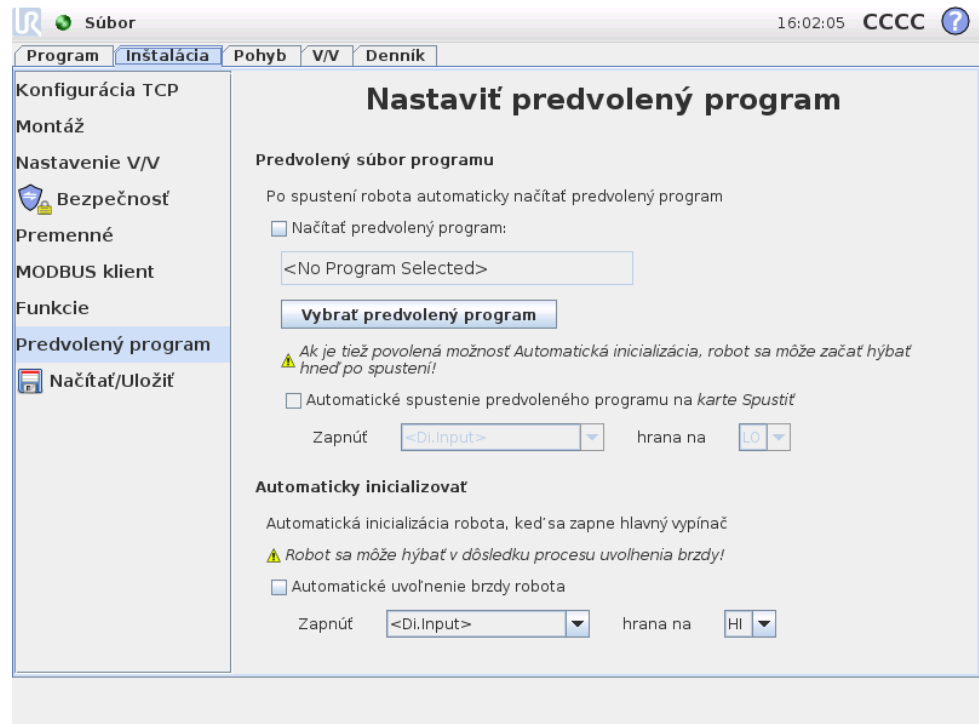 UR Súbor 16:02:05 CCCC ?
Program Inštalácia Pohyb V/V Denník
Konfigurácia TCP
Montáž
Nastavenie V/V
Bezpečnosť
Premenné
MODBUS klient
Funkcie
Predvolený program
Načítať/Uložiť
Nastaviť predvolený program
Predvolený súbor programu
Po spustení robota automaticky načítať predvolený program
Načítať predvolený program:
<No Program Selected>
Vybrať predvolený program
Ak je tiež povolená možnosť Automatická inicializácia, robot sa môže začať hýbať
hneď po spustení!
Automatické spustenie predvoleného programu na karte Spustiť
Zapnúť <Di.Input> hrana na LO
Automaticky inicializovať
Automatická inicializácia robota, keď sa zapne hlavný vypínač
Robot sa môže hýbať v dôsledku procesu uvolhenia brzdy!
Automatické uvoľnenie brzdy robota
Zapnúť <Di.Input> hrana na HI